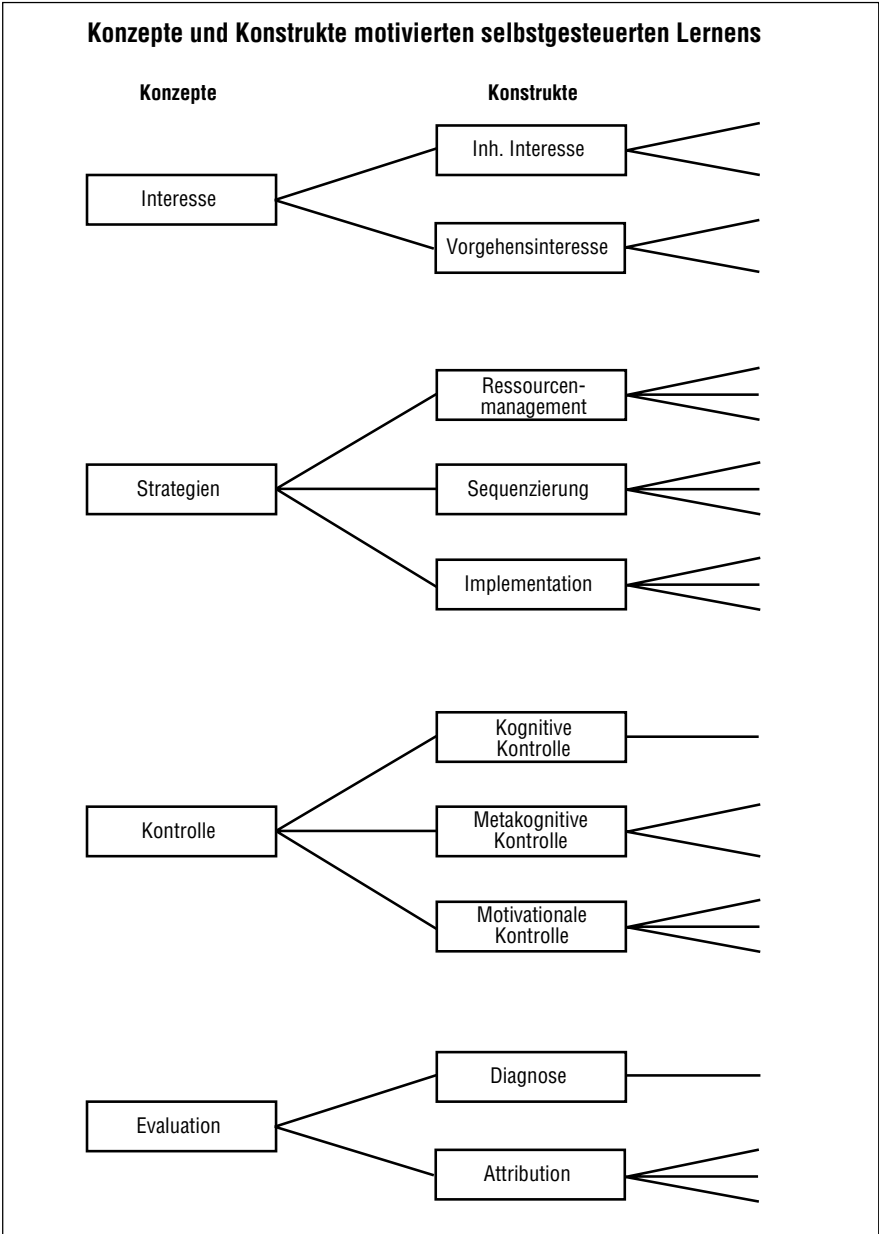 Konzepte und Konstrukte motivierten selbstgesteuerten Lernens
Konzepte
Konstrukte
Interesse
Inh. Interesse
Vorgehensinteresse
Strategien
Ressourcen-
management
Sequenzierung
Implementation
Kontrolle
Kognitive
Kontrolle
Metakognitive
Kontrolle
Motivationale
Kontrolle
Evaluation
Diagnose
Attribution